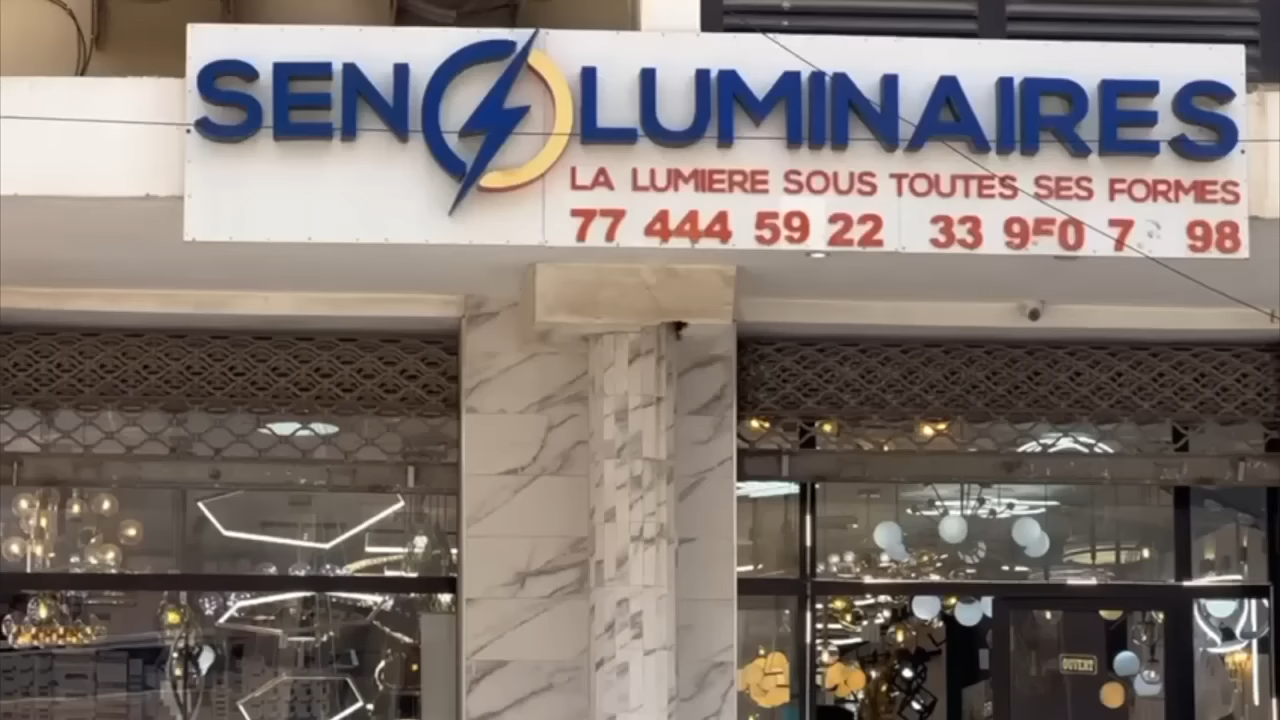 SEN LUMINAIRES
LA LUMIERE SOUS TOUTES SES FORMES
77 444 59 22 33 98
OUVERT